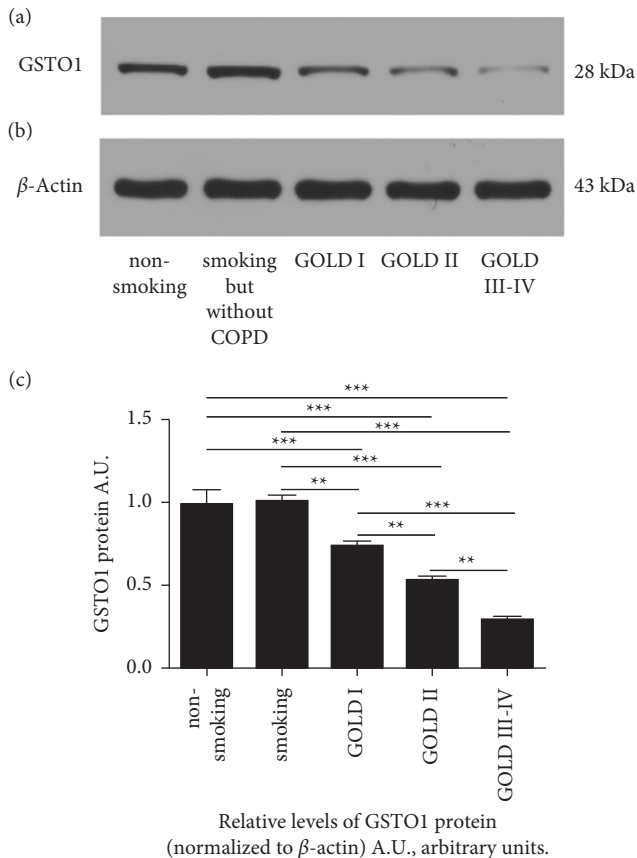 (a)
GSTO1
28 kDa
(b)
β-Actin
43 kDa
non-
smoking
smoking
but
without
COPD
GOLD I
GOLD II
GOLD
III-IV
(c)
***
***
***
***
***
**
***
**
**
GSTO1 protein A.U.
1.5
1.0
0.5
0.0
non-
smoking
smoking
GOLD I
GOLD II
GOLD III-IV
Relative levels of GSTO1 protein
(normalized to β-actin) A.U., arbitrary units.